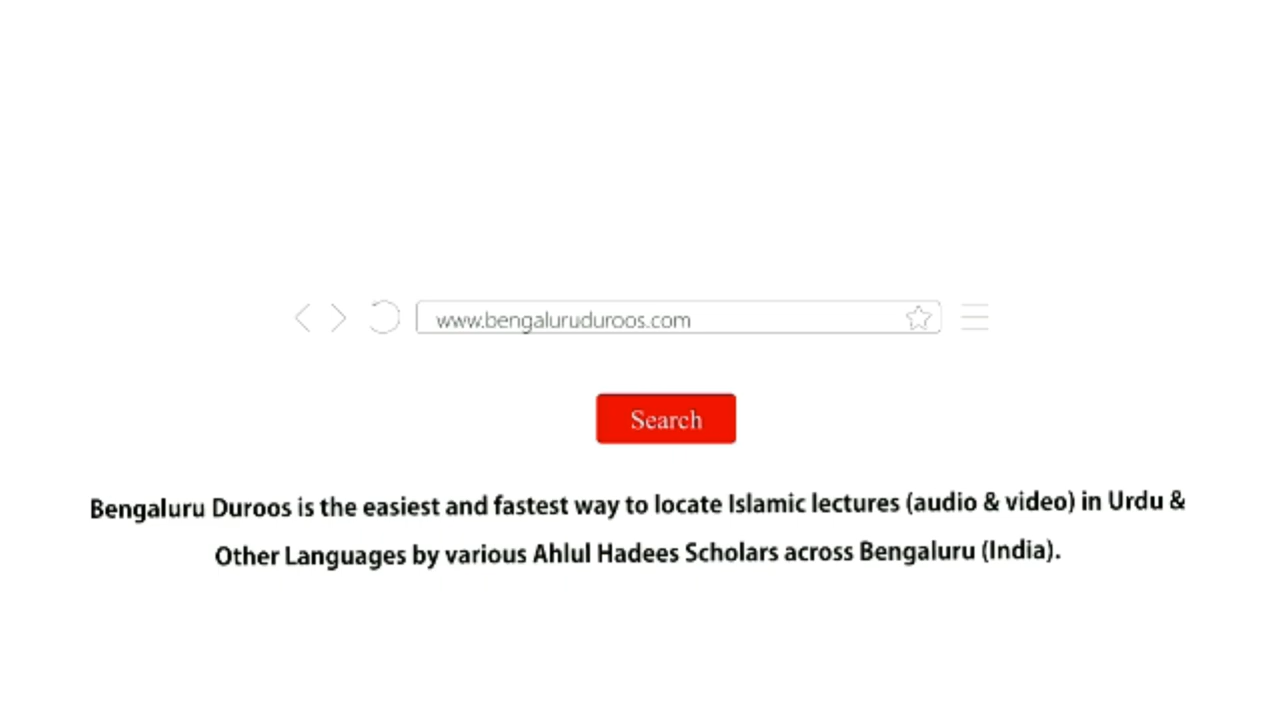 www.bengaluruduroos.com
Search
Bengaluru Duroos is the easiest and fastest way to locate Islamic lectures (audio & video) in Urdu &
Other Languages by various Ahlul Hadees Scholars across Bengaluru (India).